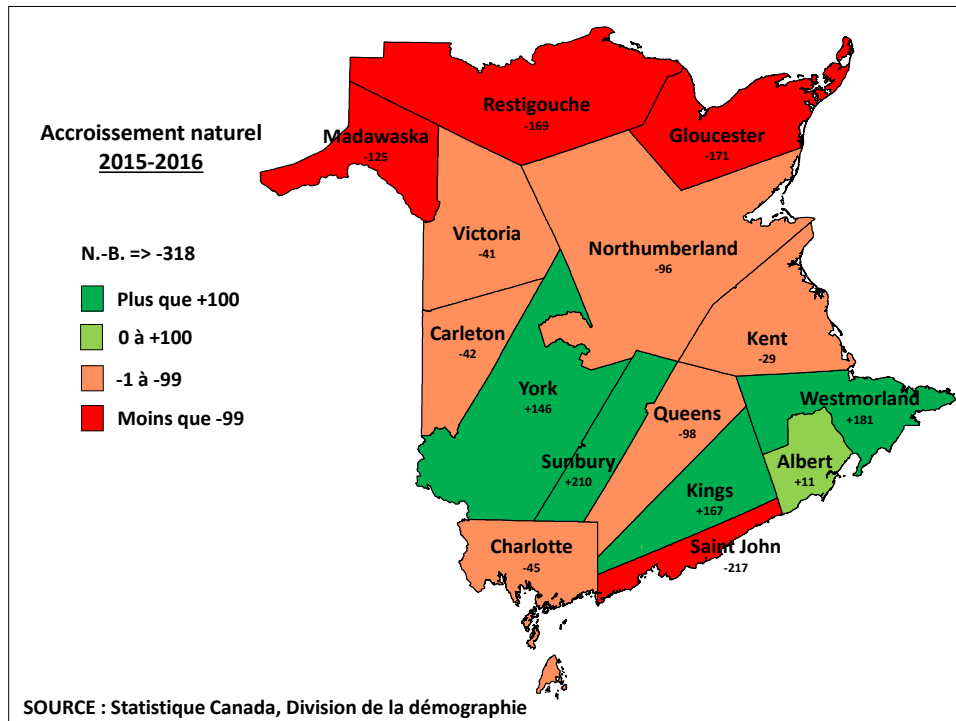 Accroissement naturel
2015-2016
N.-B. => -318
Plus que +100
0 à +100
-1 à -99
Moins que -99
Restigouche
-169
Madawaska
-125
Gloucester
-171
Victoria
-41
Northumberland
-96
Carleton
-42
Kent
-29
York
+146
Westmorland
+181
Queens
-98
Sunbury
+210
Albert
+11
Kings
+167
Charlotte
-45
Saint John
-217
SOURCE : Statistique Canada, Division de la démographie